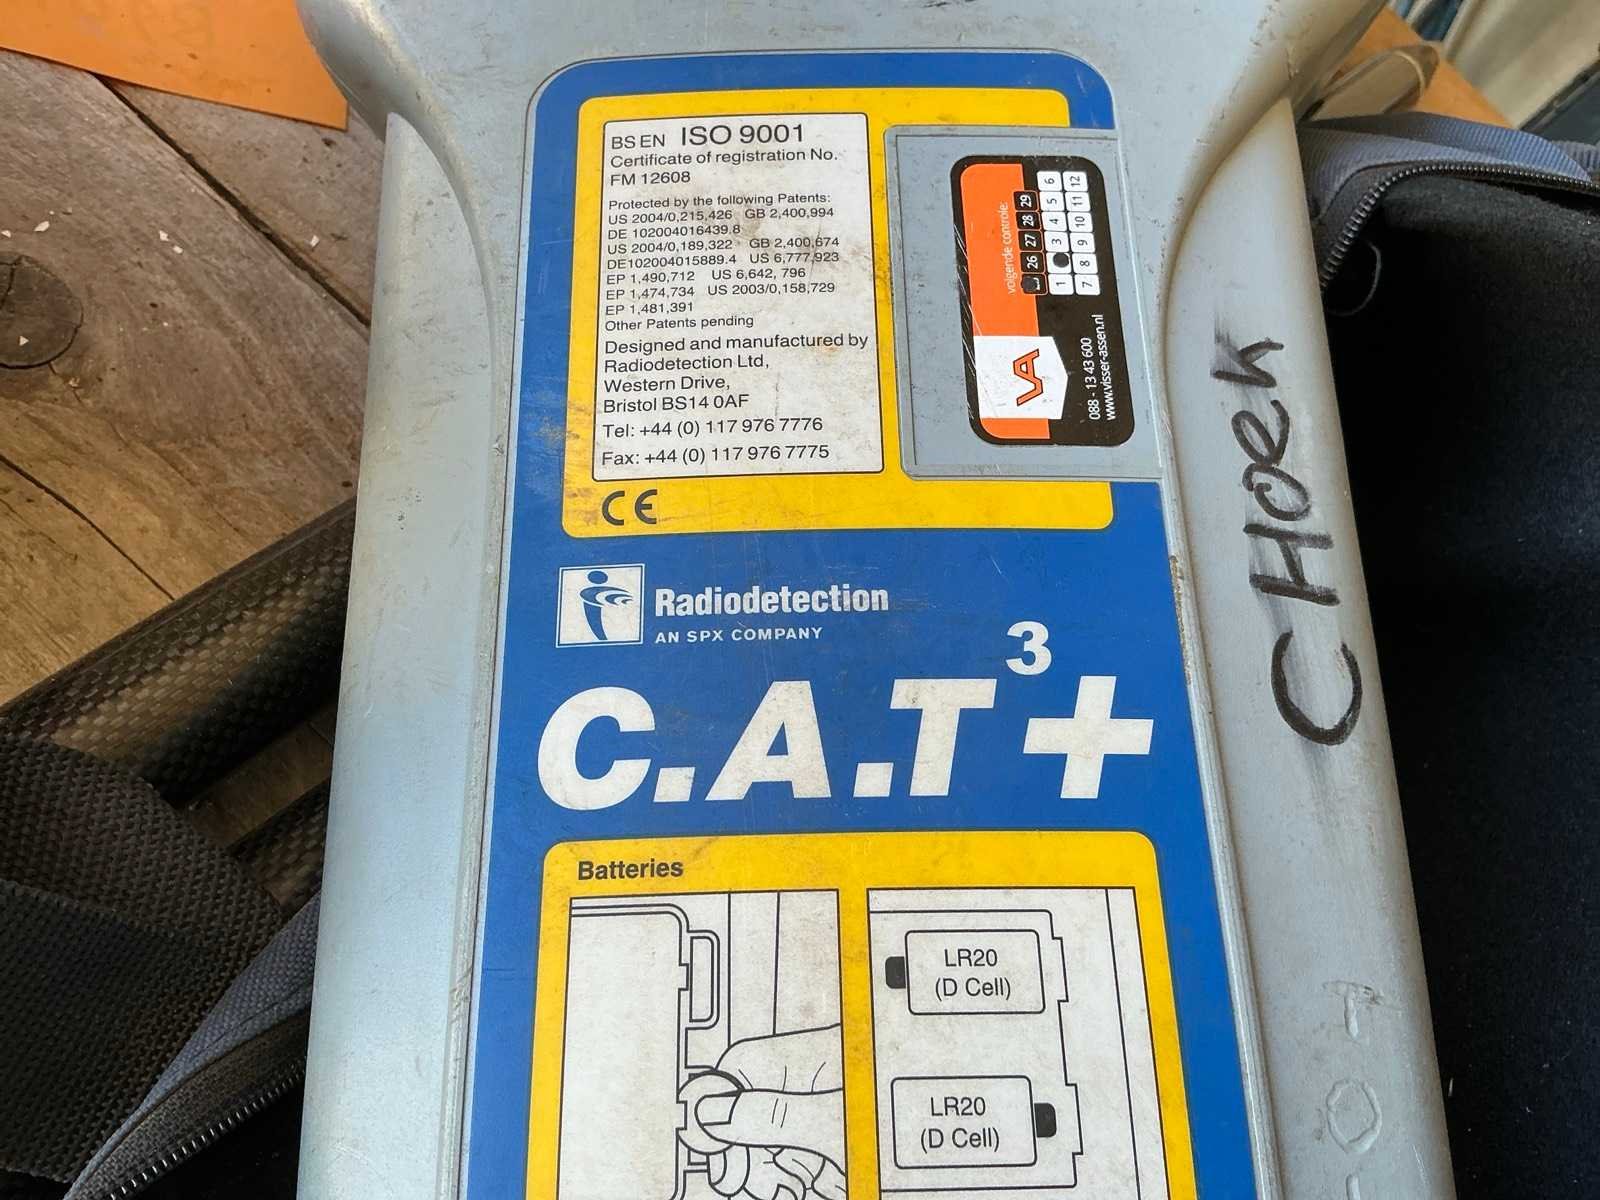 BS EN ISO 9001
Certificate of registration No.
FM 12608
Protected by the following Patents:
US 2004/0,215,426 GB 2,400,994
DE 102004016439.8
US 2004/0,189,322 GB 2,400,674
DE102004015889.4 US 6,777,923
EP 1,490,712 US 6,642, 796
EP 1,474,734 US 2003/0,158,729
EP 1,481,391
Other Patents pending
Designed and manufactured by
Radiodetection Ltd,
Western Drive,
Bristol BS14 0AF
Tel: +44 (0) 117 976 7776
Fax: +44 (0) 117 976 7775
CE
volgende controle:
26 27 28 29
1 3 4 5 6
7 8 9 10 11 12
VA
088 - 13 43 600
www.visser-assen.nl
Radiodetection
AN SPX COMPANY
C.A.T3+
Batteries
LR20
(D Cell)
LR20
(D Cell)
C HOEK